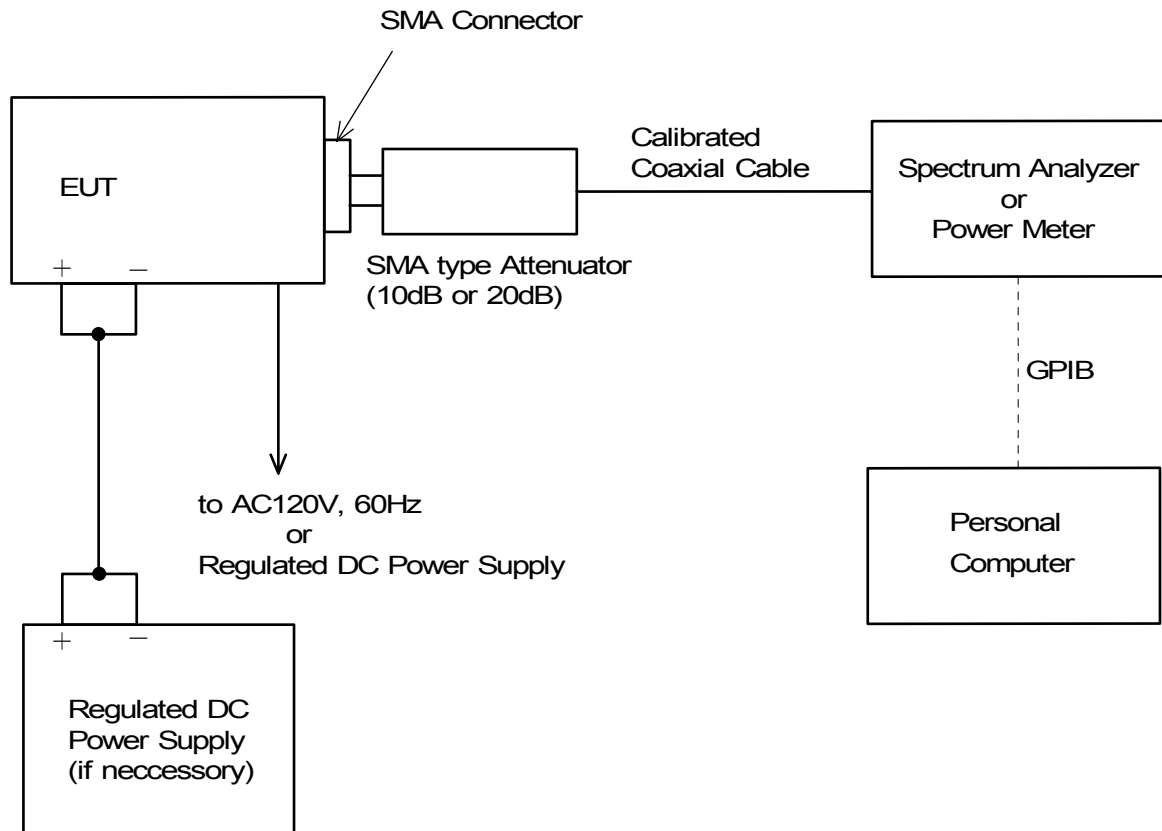 SMA Connector
EUT
+ −
SMA type Attenuator
(10dB or 20dB)
Calibrated
Coaxial Cable
Spectrum Analyzer
or
Power Meter
GPIB
Personal
Computer
to AC120V, 60Hz
or
Regulated DC Power Supply
+ −
Regulated DC
Power Supply
(if neccessory)